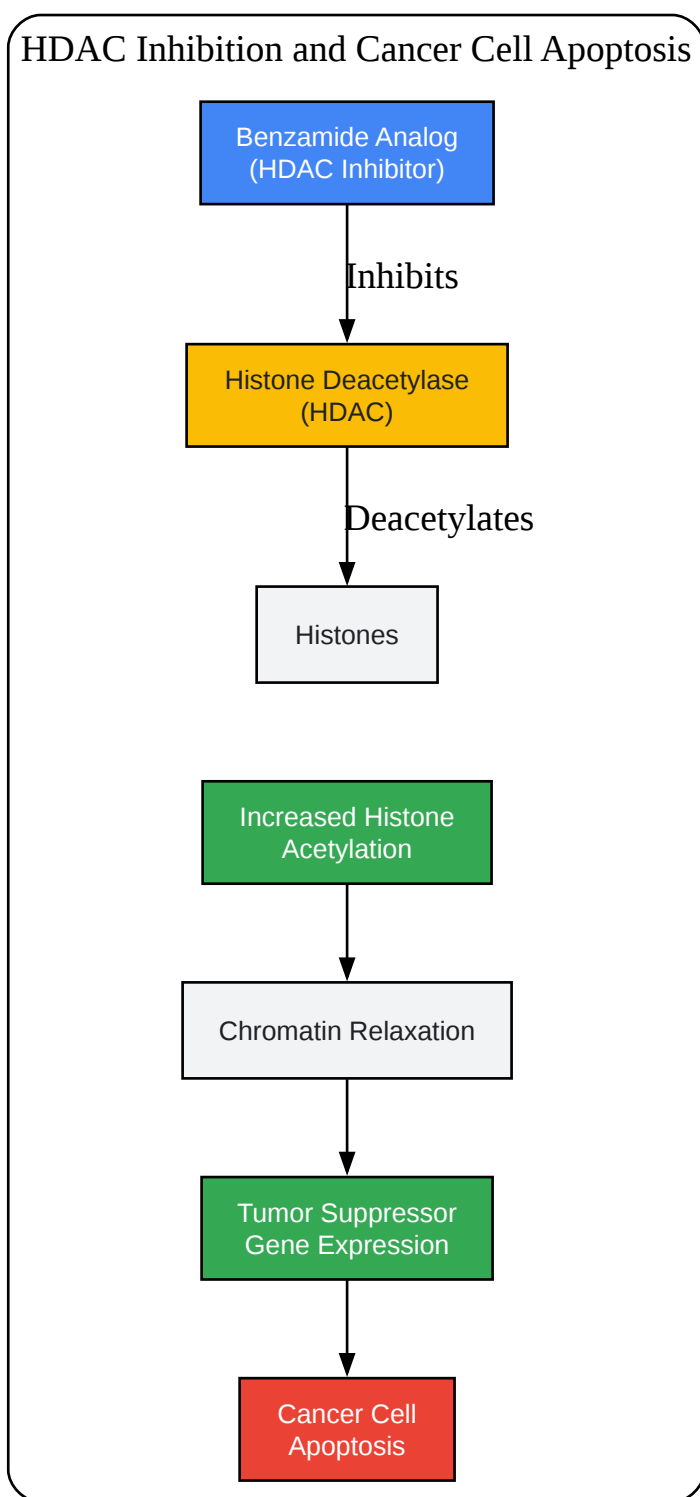 HDAC Inhibition and Cancer Cell Apoptosis
Benzamide Analog
(HDAC Inhibitor)
Inhibits
Histone Deacetylase
(HDAC)
Deacetylates
Histones
Increased Histone
Acetylation
Chromatin Relaxation
Tumor Suppressor
Gene Expression
Cancer Cell
Apoptosis